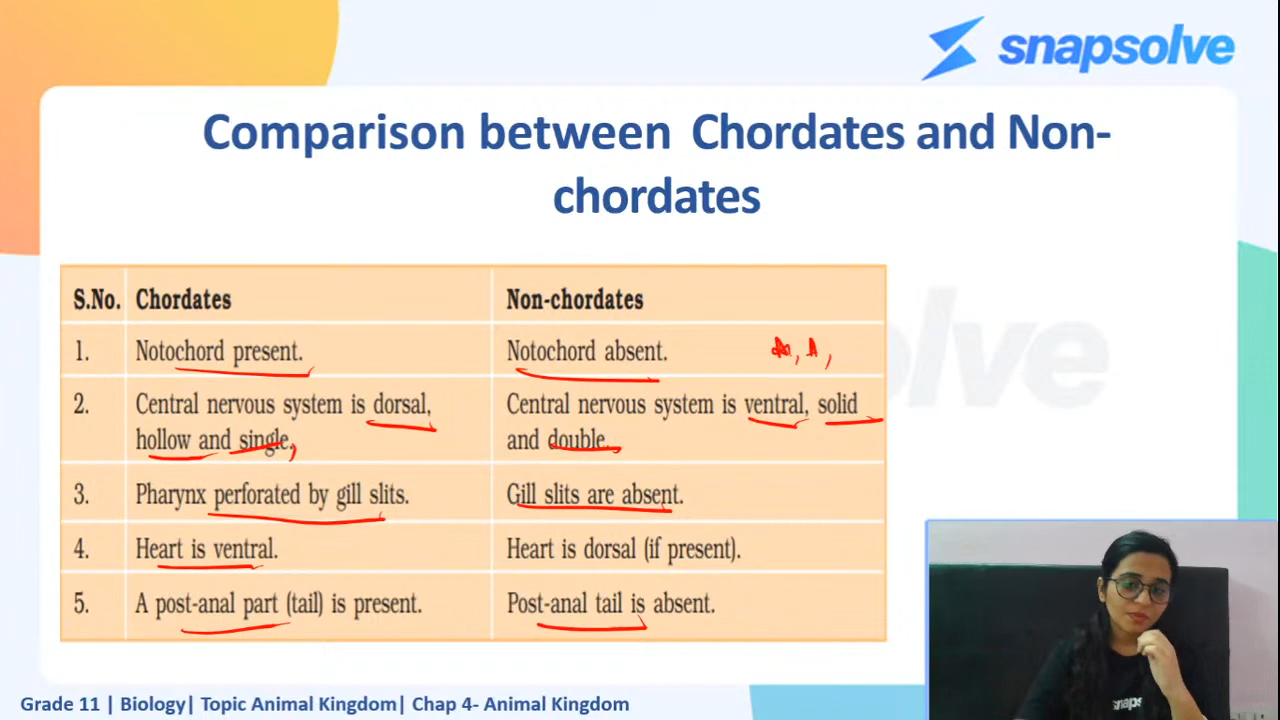 snapsolve
Comparison between Chordates and Non-
chordates
S.No. Chordates Non-chordates
1. Notochord present. Notochord absent.
2. Central nervous system is dorsal, Central nervous system is ventral, solid
hollow and single. and double.
3. Pharynx perforated by gill slits. Gill slits are absent.
4. Heart is ventral. Heart is dorsal (if present).
5. A post-anal part (tail) is present. Post-anal tail is absent.
Grade 11 | Biology| Topic Animal Kingdom| Chap 4- Animal Kingdom